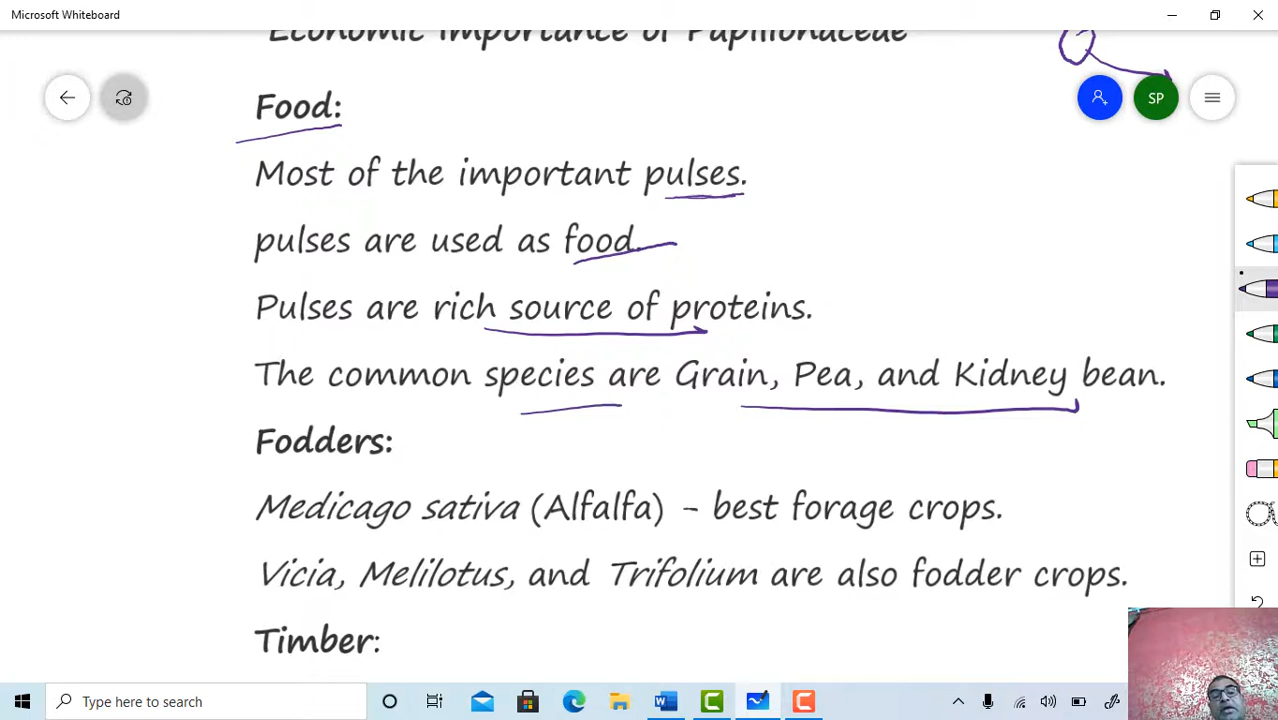 Microsoft Whiteboard
Economic Importance of Papilionaceae
Food:
SP
Most of the important pulses.
pulses are used as food.
Pulses are rich source of proteins.
The common species are Grain, Pea, and Kidney bean.
Fodders:
Medicago sativa (Alfalfa) - best forage crops.
Vicia, Melilotus, and Trifolium are also fodder crops.
Timber:
Type here to search